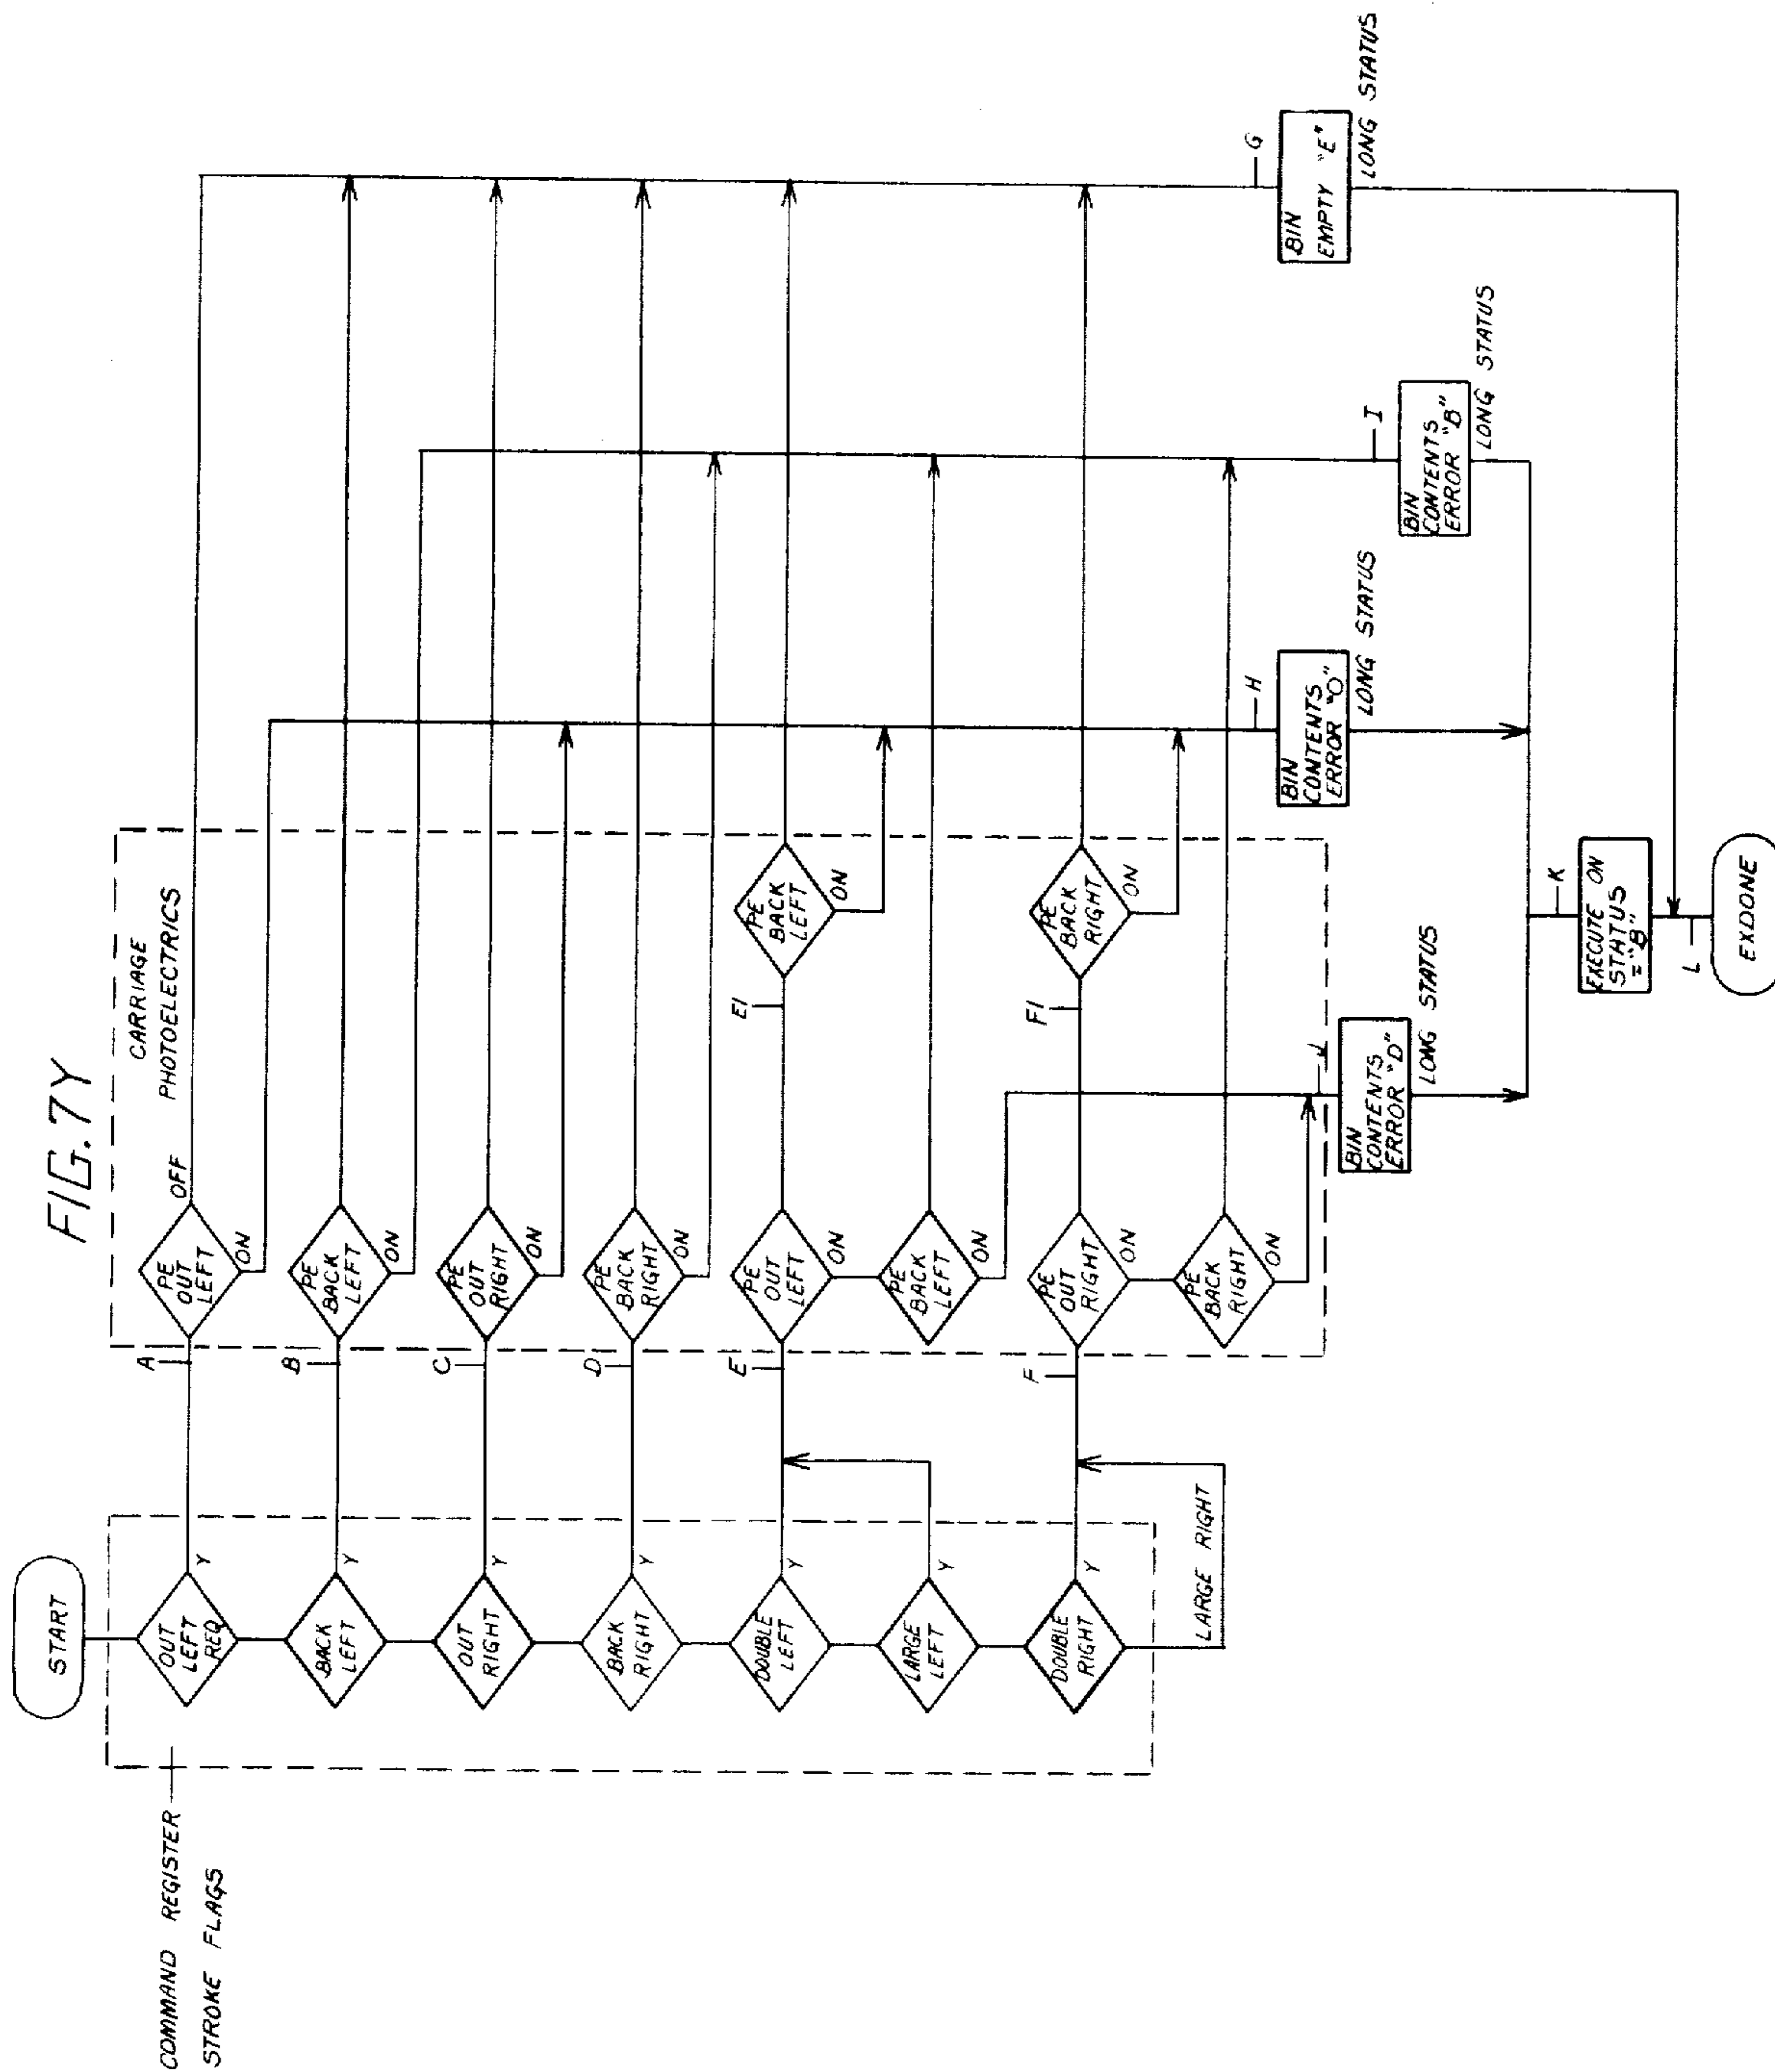 FIG. 7Y
COMMAND REGISTER
STROKE FLAGS
START
OUT
LEFT
REQ
Y
BACK
LEFT
Y
OUT
RIGHT
Y
BACK
RIGHT
Y
DOUBLE
LEFT
Y
LARGE
LEFT
Y
DOUBLE
RIGHT
Y
LARGE RIGHT
A
B
C
D
E
F
CARRIAGE
PHOTOELECTRICS
PE
OUT
LEFT
OFF
ON
PE
BACK
LEFT
ON
PE
OUT
RIGHT
ON
PE
BACK
RIGHT
ON
PE
OUT
LEFT
ON
E1
PE
BACK
LEFT
ON
PE
BACK
LEFT
ON
PE
OUT
RIGHT
ON
F1
PE
BACK
RIGHT
ON
PE
BACK
RIGHT
ON
J
BIN
CONTENTS
ERROR "D"
LONG STATUS
H
BIN
CONTENTS
ERROR "O"
LONG STATUS
I
BIN
CONTENTS
ERROR "B"
LONG STATUS
G
BIN
EMPTY "E"
LONG STATUS
K
EXECUTE ON
STATUS
="B"
L
EXDONE